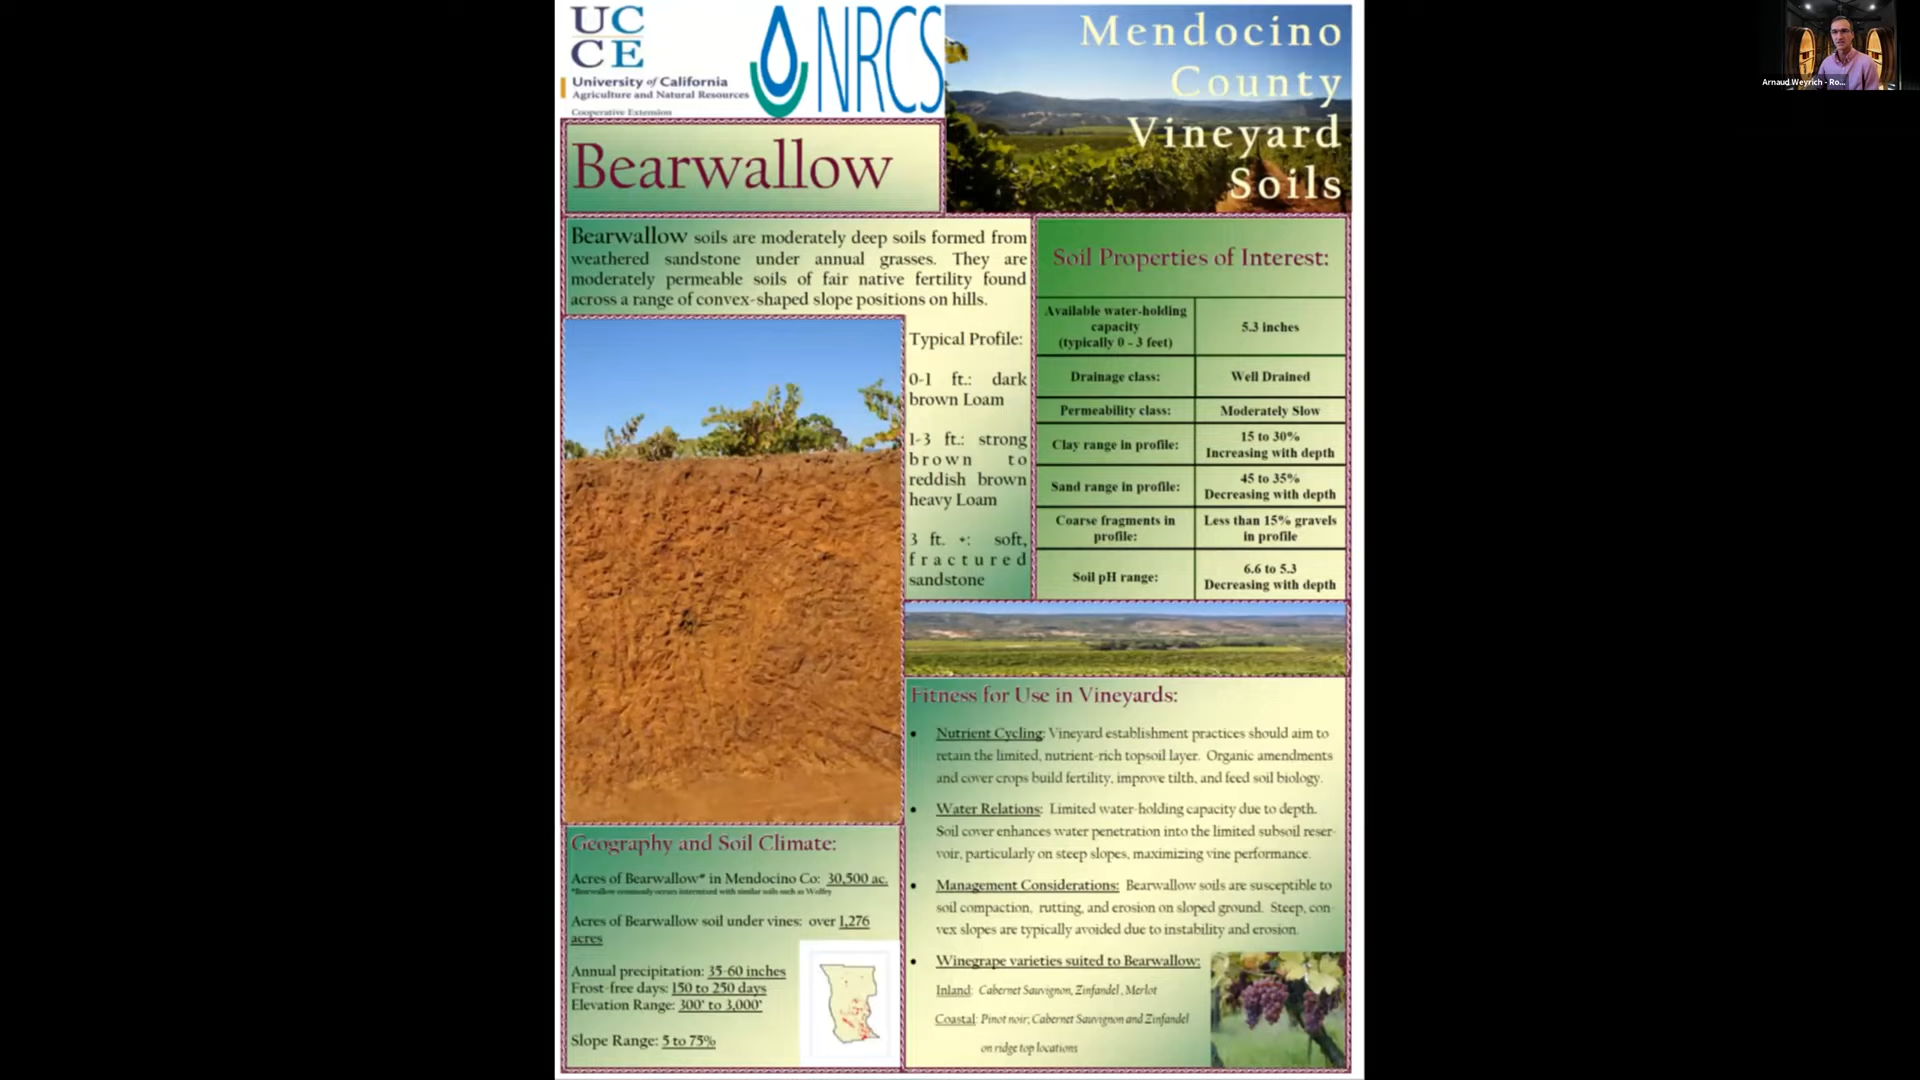 UC
CE
University of California
Agriculture and Natural Resources
Cooperative Extension
NRCS
Mendocino
County
Vineyard
Soils
Arnaud Weyrich - Ro...
Bearwallow
Bearwallow soils are moderately deep soils formed from
weathered sandstone under annual grasses. They are
moderately permeable soils of fair native fertility found
across a range of convex-shaped slope positions on hills.
Typical Profile:
0-1 ft.: dark
brown Loam
1-3 ft.: strong
brown to
reddish brown
heavy Loam
3 ft. +: soft,
fractured
sandstone
Soil Properties of Interest:
Available water-holding
capacity
(typically 0 - 3 feet)
5.3 inches
Drainage class:
Well Drained
Permeability class:
Moderately Slow
Clay range in profile:
15 to 30%
Increasing with depth
Sand range in profile:
45 to 35%
Decreasing with depth
Coarse fragments in
profile:
Less than 15% gravels
in profile
Soil pH range:
6.6 to 5.3
Decreasing with depth
Geography and Soil Climate:
Acres of Bearwallow* in Mendocino Co: 30,500 ac.
*Bearwallow commonly occurs intermixed with similar soils such as Wolfey
Acres of Bearwallow soil under vines: over 1,276
acres
Annual precipitation: 35-60 inches
Frost-free days: 150 to 250 days
Elevation Range: 300' to 3,000'
Slope Range: 5 to 75%
Fitness for Use in Vineyards:
• Nutrient Cycling: Vineyard establishment practices should aim to
retain the limited, nutrient-rich topsoil layer. Organic amendments
and cover crops build fertility, improve tilth, and feed soil biology.
• Water Relations: Limited water-holding capacity due to depth.
Soil cover enhances water penetration into the limited subsoil reser-
voir, particularly on steep slopes, maximizing vine performance.
• Management Considerations: Bearwallow soils are susceptible to
soil compaction, rutting, and erosion on sloped ground. Steep, con-
vex slopes are typically avoided due to instability and erosion.
• Winegrape varieties suited to Bearwallow:
Inland: Cabernet Sauvignon, Zinfandel, Merlot
Coastal: Pinot noir; Cabernet Sauvignon and Zinfandel
on ridge top locations